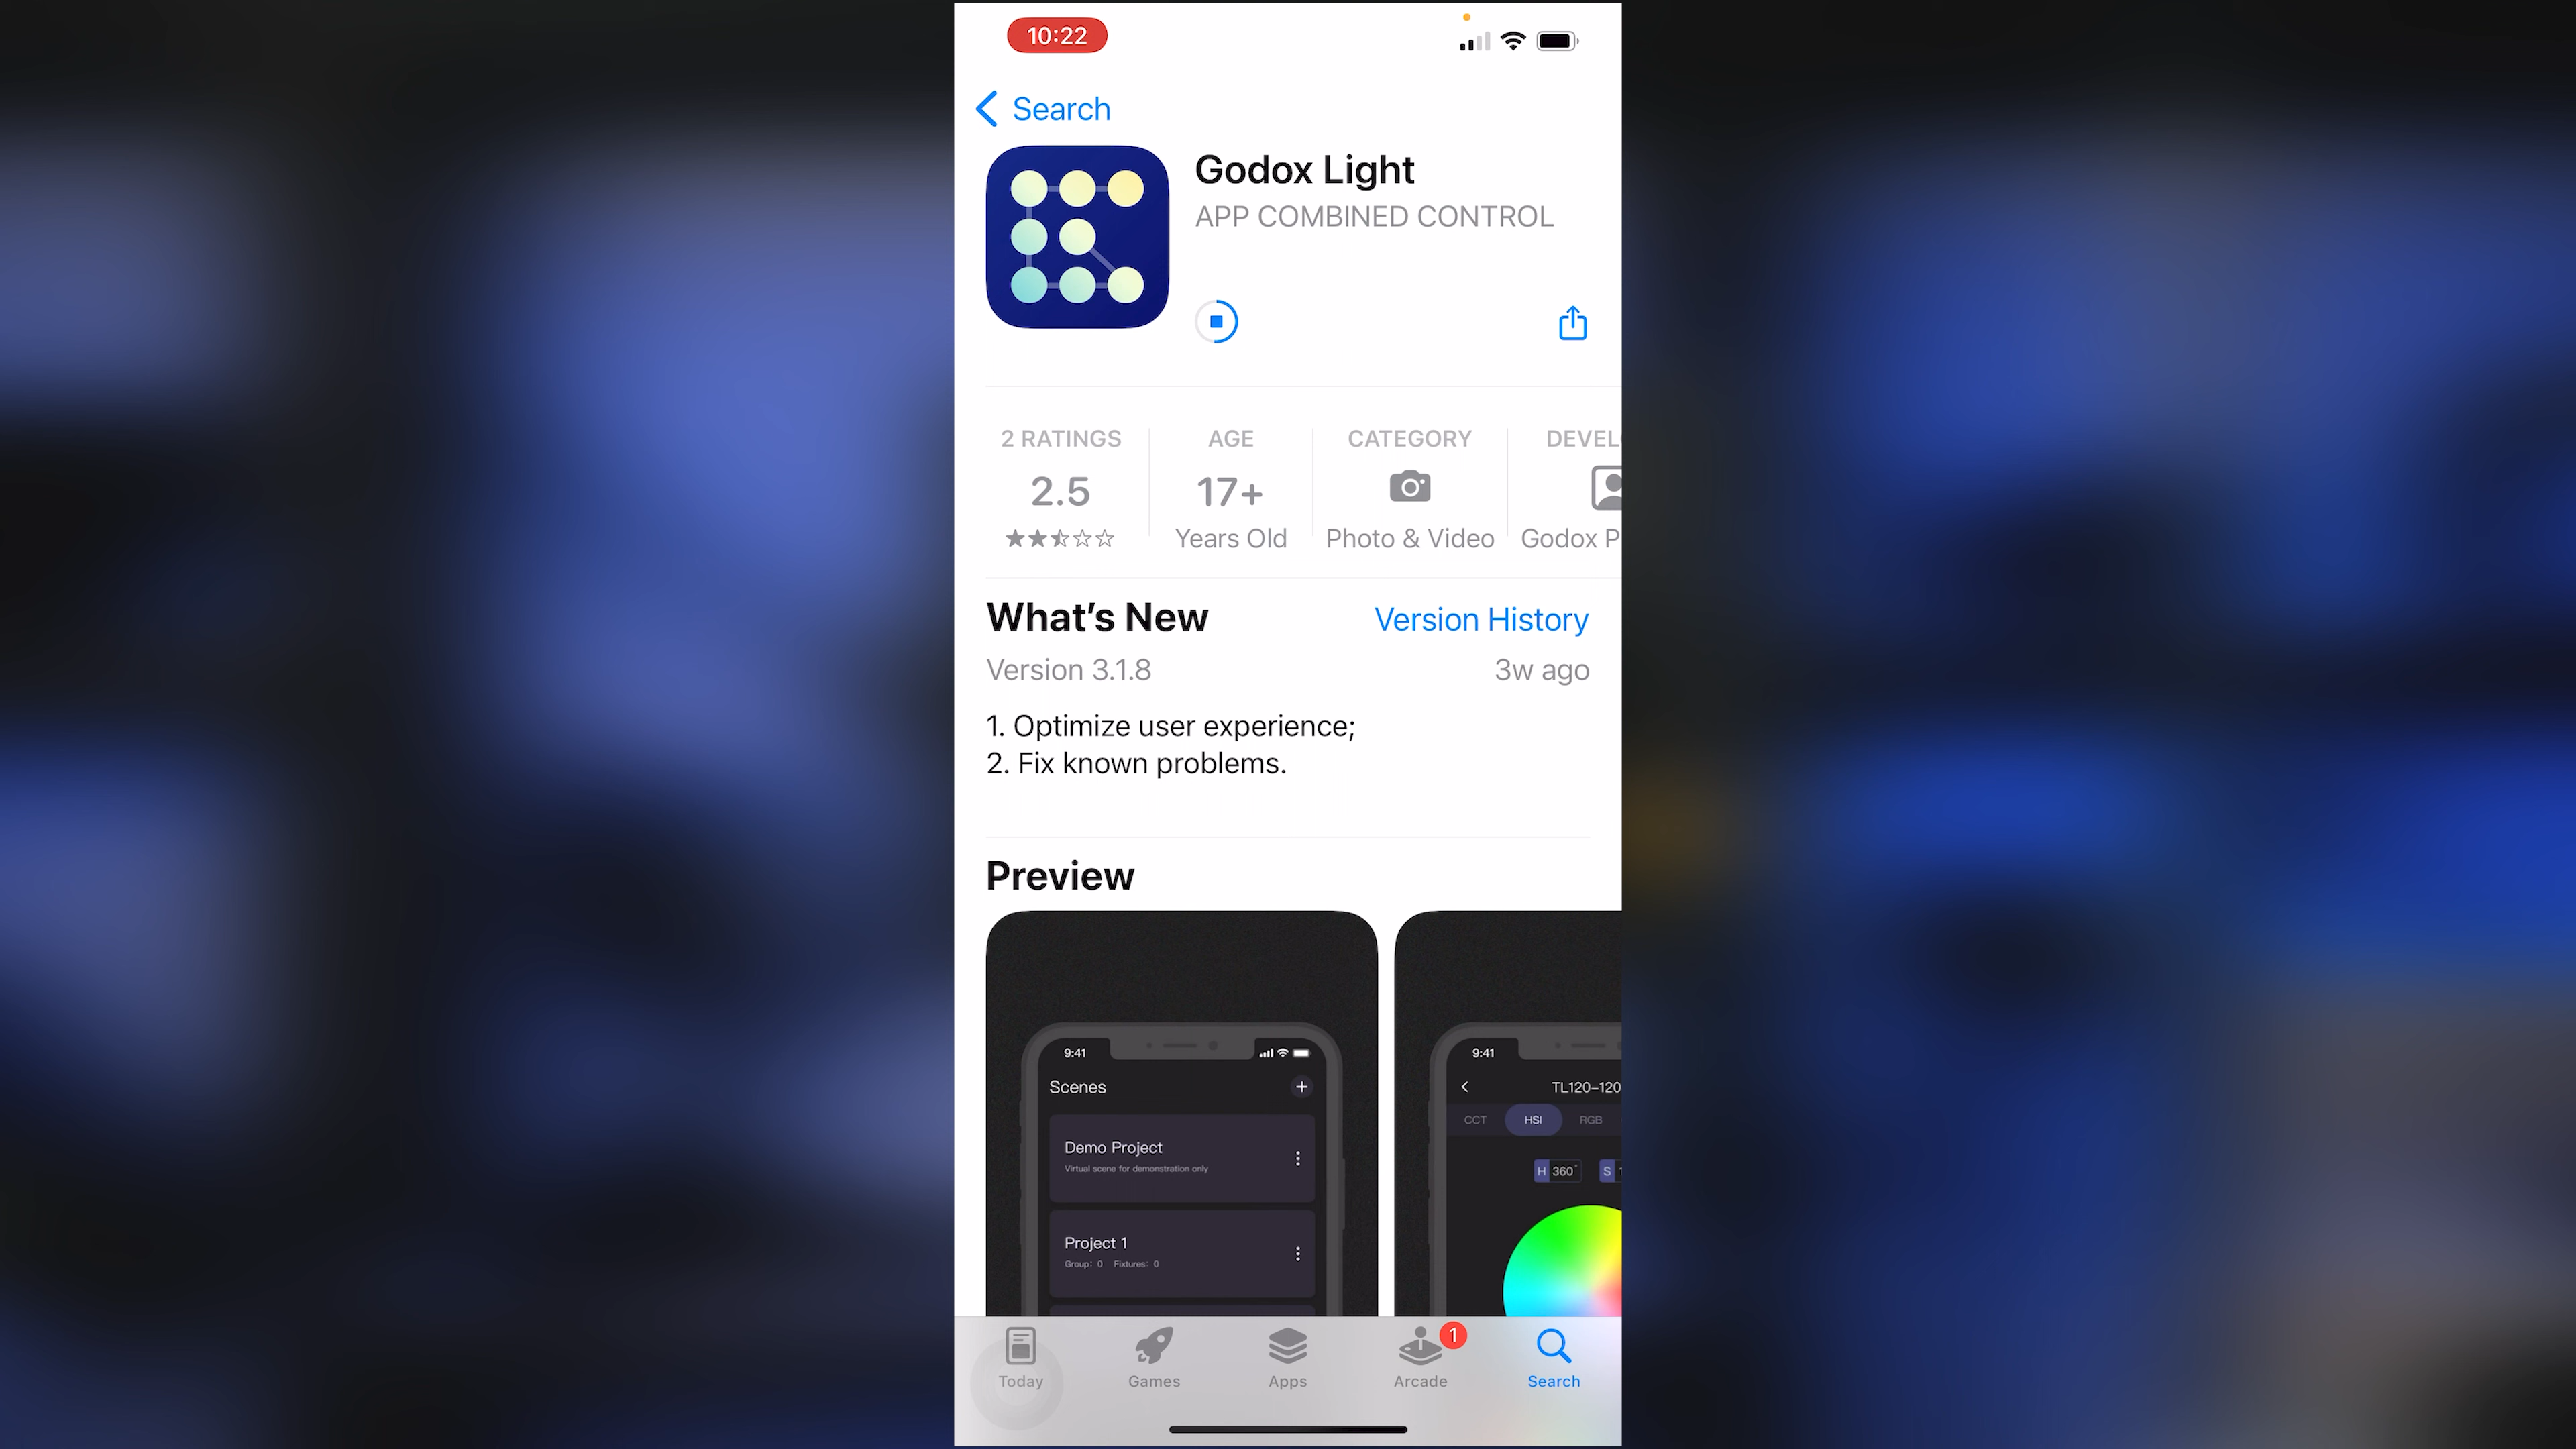 10:22
Search
Godox Light
APP COMBINED CONTROL
2 RATINGS
2.5
AGE
17+
Years Old
CATEGORY
Photo & Video
DEVEL
Godox P
What's New
Version History
Version 3.1.8
3w ago
1. Optimize user experience;
2. Fix known problems.
Preview
9:41
Scenes
+
Demo Project
Virtual scene for demonstration only
Project 1
Group: 0 Fixtures: 0
9:41
TL120-120
CCT
HSI
RGB
H 360°
S 1
Today
Games
Apps
Arcade
1
Search